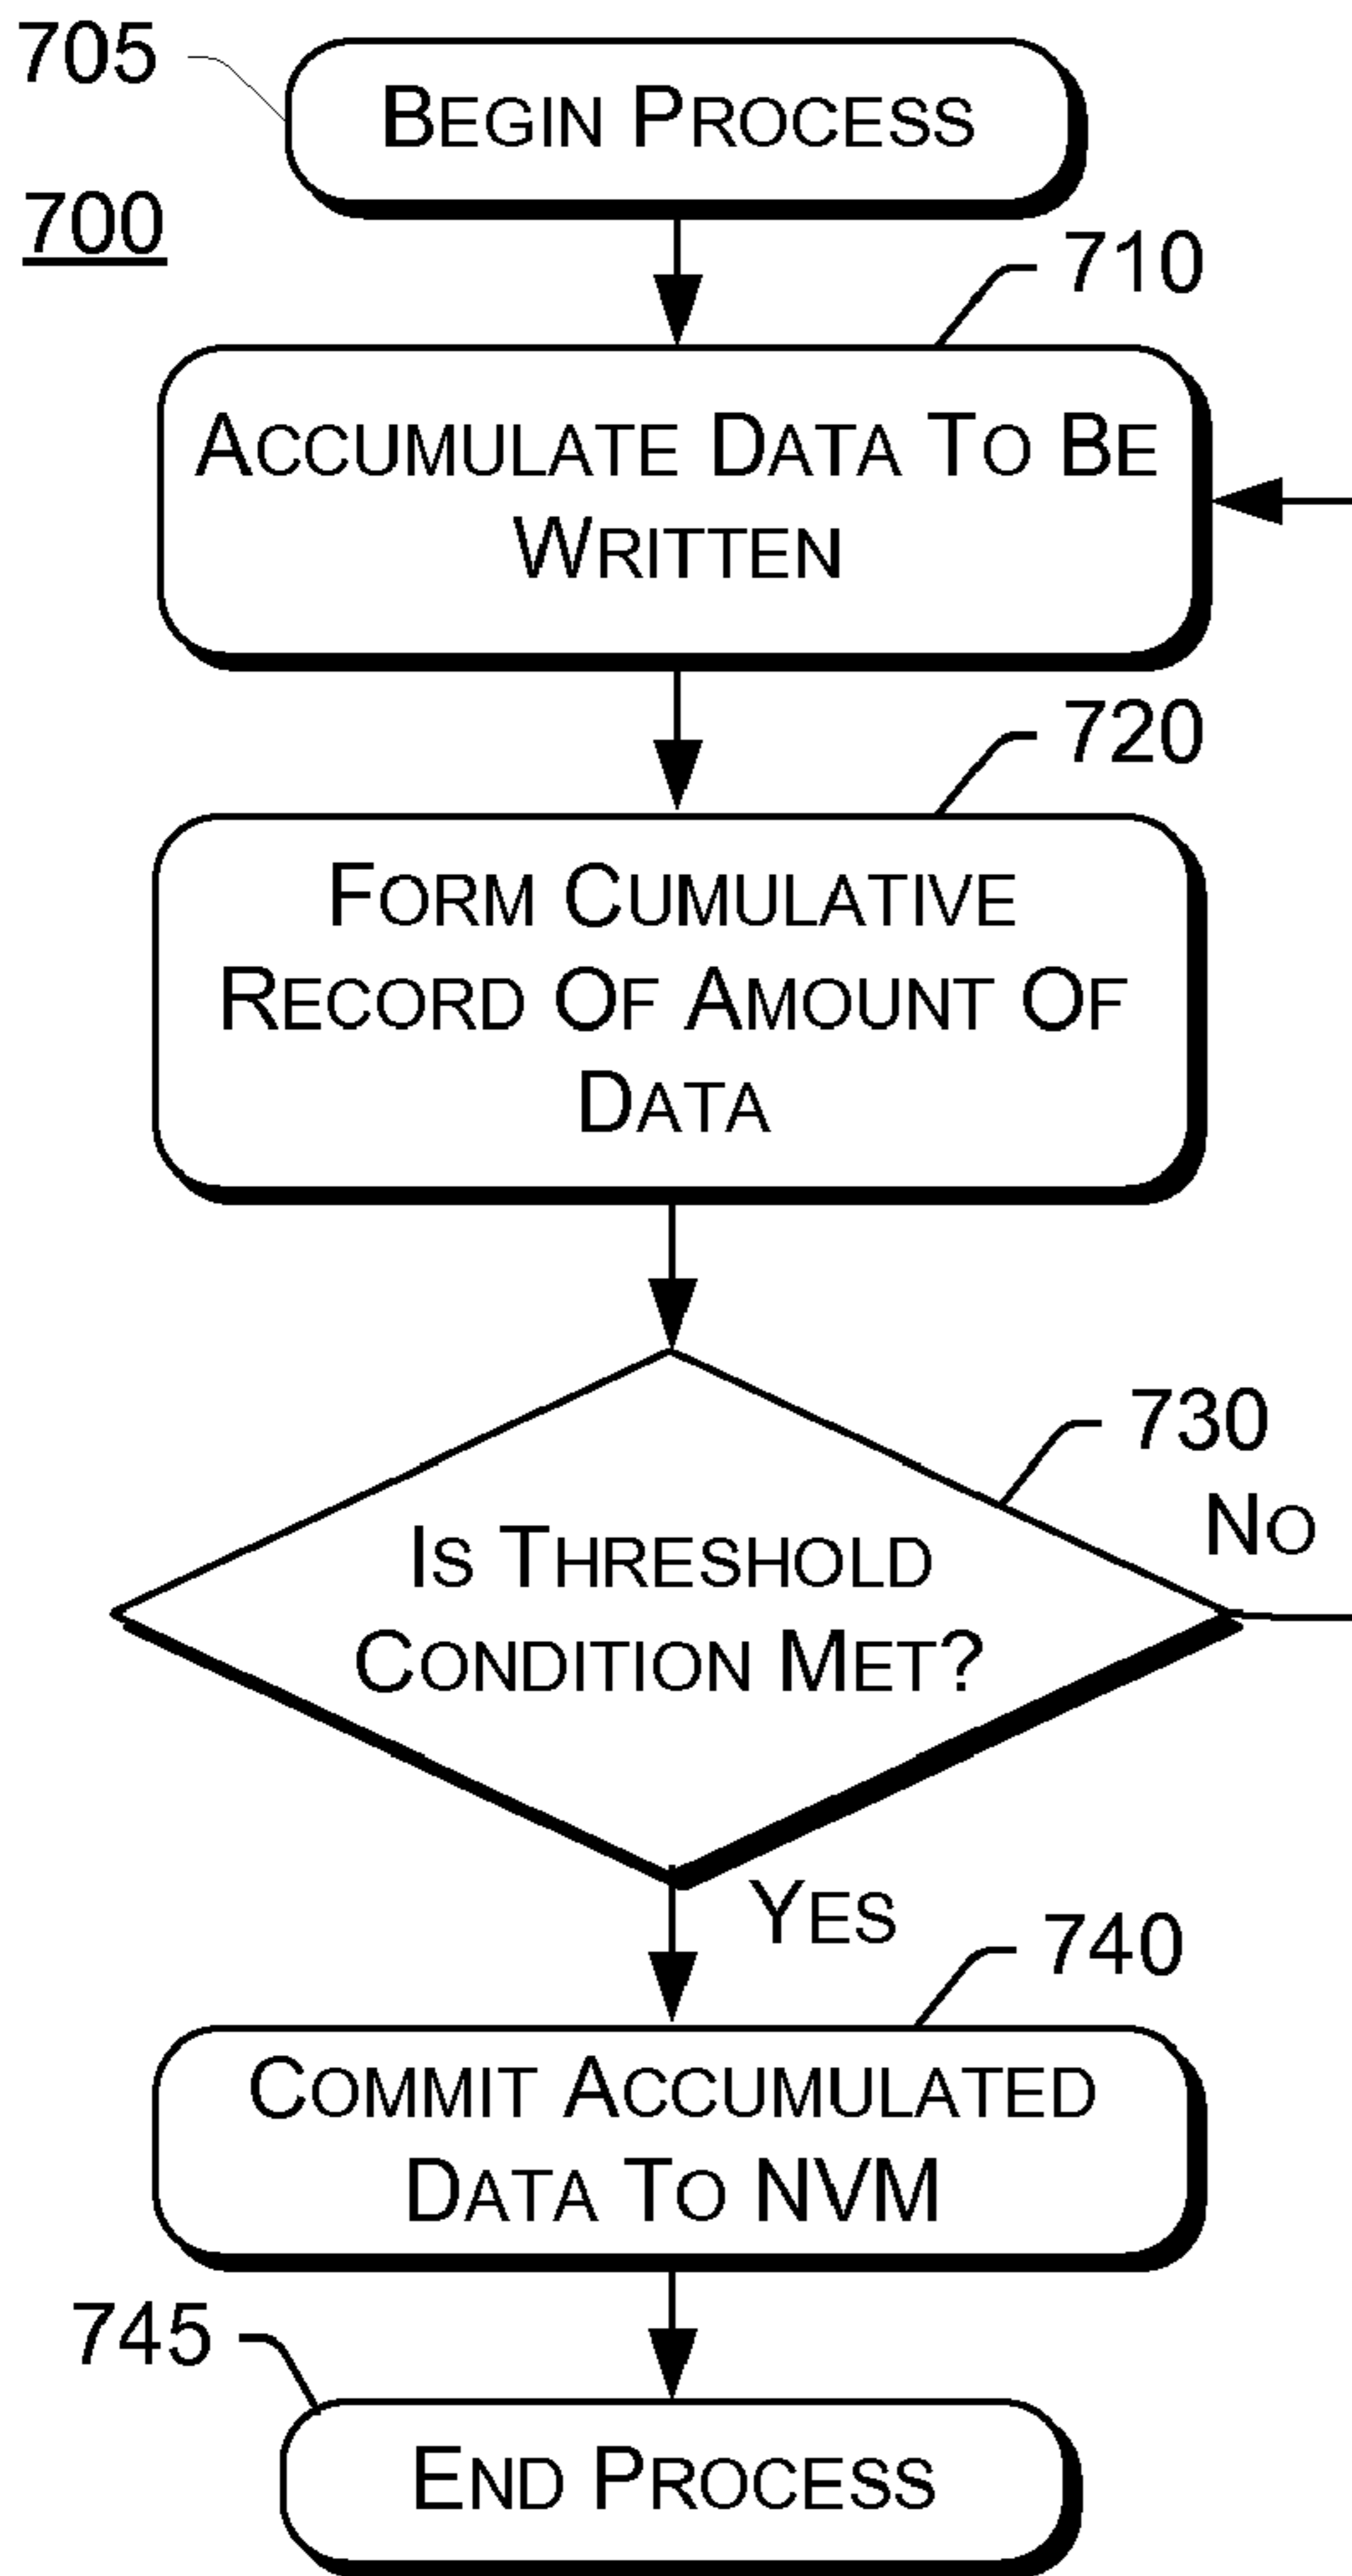 705
BEGIN PROCESS
700
710
ACCUMULATE DATA TO BE
WRITTEN
720
FORM CUMULATIVE
RECORD OF AMOUNT OF
DATA
730
NO
IS THRESHOLD
CONDITION MET?
YES
740
COMMIT ACCUMULATED
DATA TO NVM
745
END PROCESS